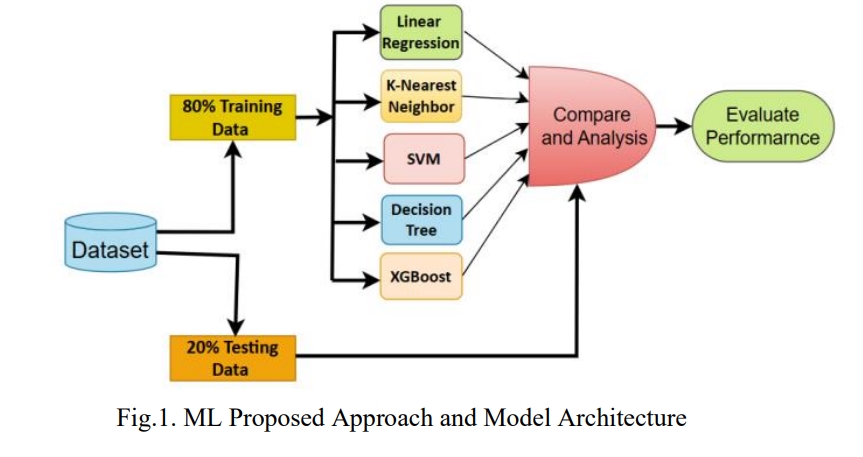 Linear
Regression
K-Nearest
Neighbor
80% Training
Data
Compare
and Analysis
Evaluate
Performarnce
SVM
Decision
Tree
Dataset
XGBoost
20% Testing
Data
Fig.1. ML Proposed Approach and Model Architecture